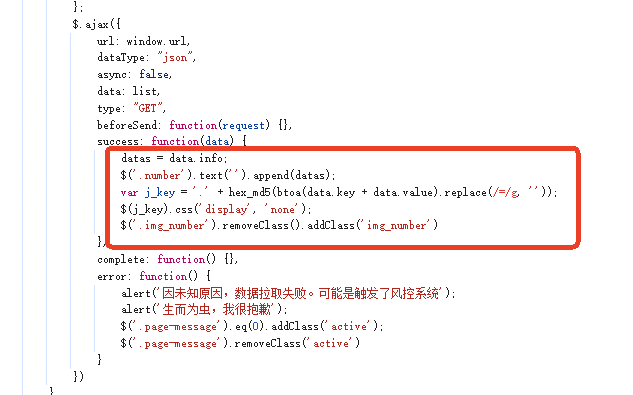 };
$.ajax({
url: window.url,
dataType: "json",
async: false,
data: list,
type: "GET",
beforeSend: function(request) {},
success: function(data) {
datas = data.info;
$('.number').text('').append(datas);
var j_key = '.' + hex_md5(btoa(data.key + data.value).replace(/=/g, ''));
$(j_key).css('display', 'none');
$('.img_number').removeClass().addClass('img_number')
},
complete: function() {},
error: function() {
alert('因未知原因，数据拉取失败。可能是触发了风控系统');
alert('生而为虫，我很抱歉');
$('.page-message').eq(0).addClass('active');
$('.page-message').removeClass('active')
}
})
}